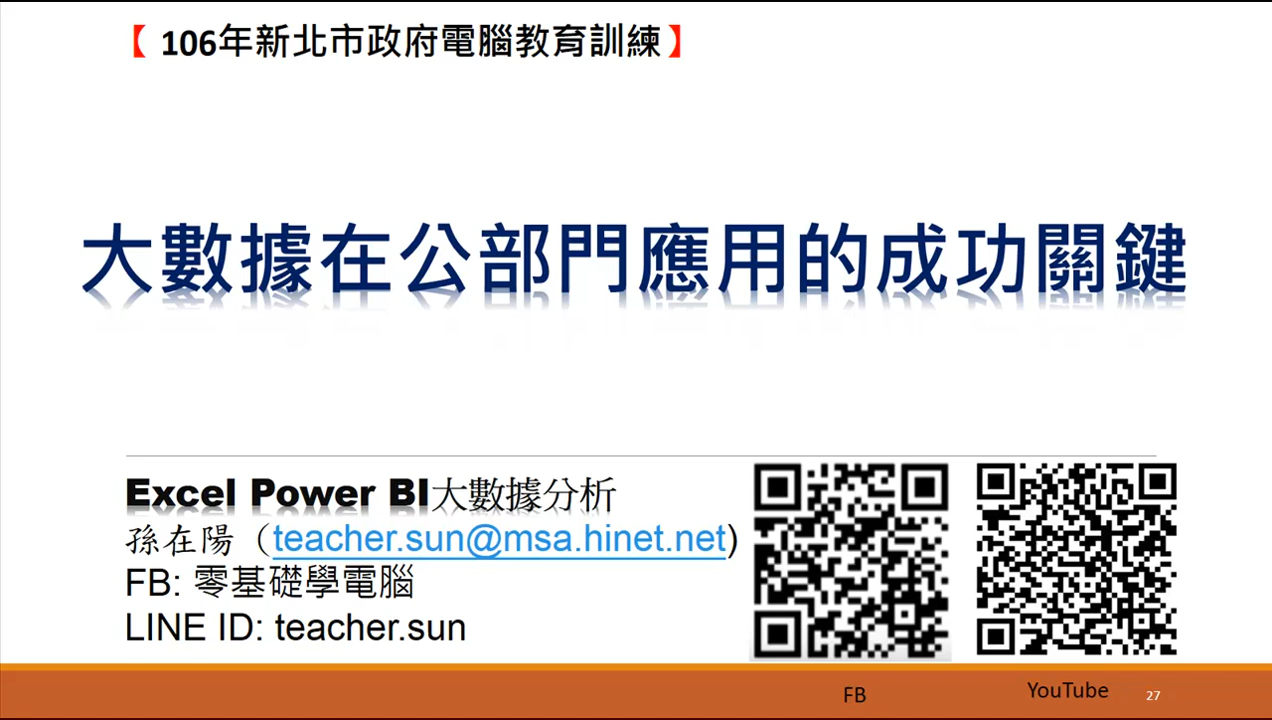 【 106年新北市政府電腦教育訓練】
大數據在公部門應用的成功關鍵
Excel Power BI大數據分析
孫在陽（teacher.sun@msa.hinet.net)
FB: 零基礎學電腦
LINE ID: teacher.sun
FB
YouTube
27